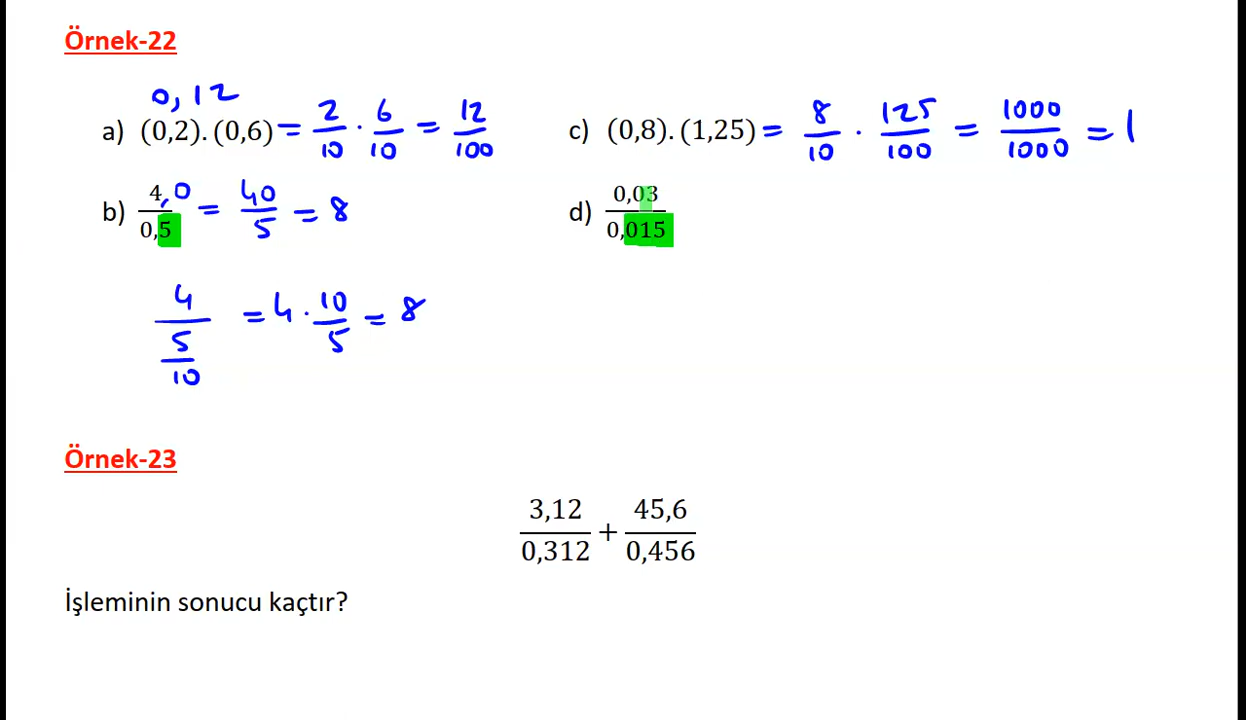 Örnek-22
0,12
a) (0,2).(0,6) = 2/10 · 6/10 = 12/100
c) (0,8).(1,25) = 8/10 · 125/100 = 1000/1000 = 1
b) 4,0/0,5 = 40/5 = 8
d) 0,03/0,015
4/(5/10) = 4 · 10/5 = 8
Örnek-23
3,12/0,312 + 45,6/0,456
İşleminin sonucu kaçtır?